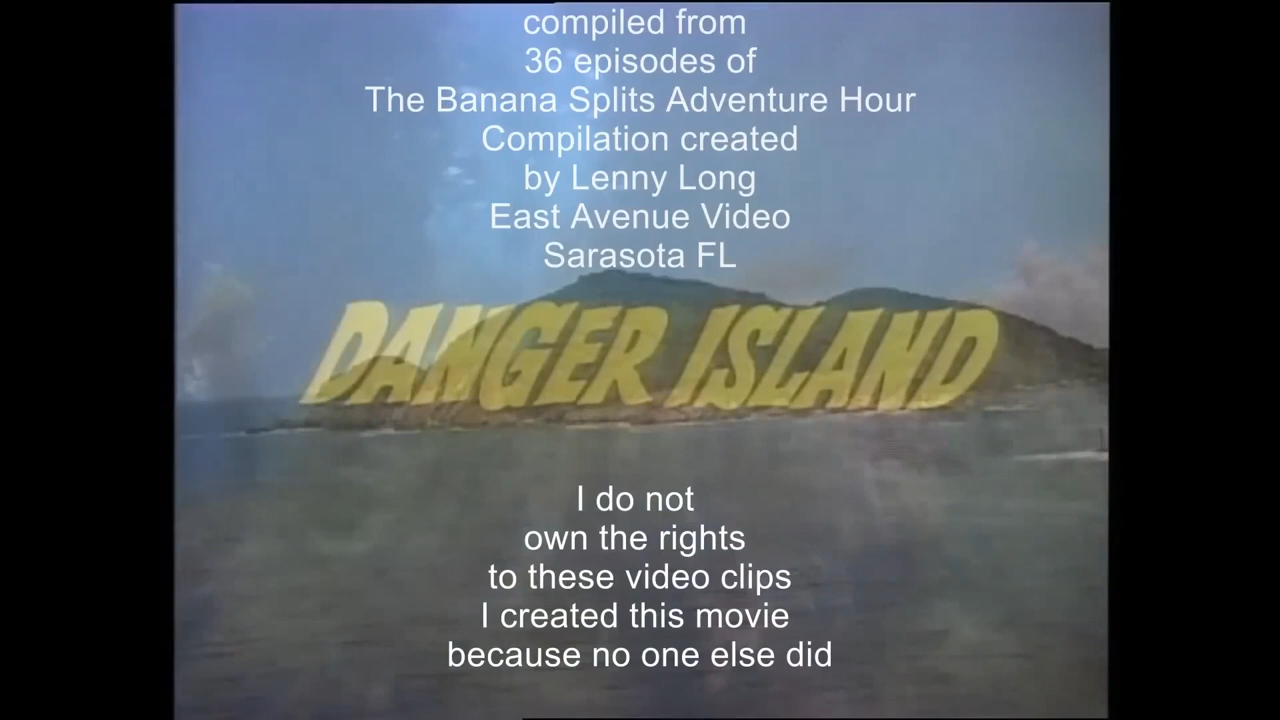 compiled from
36 episodes of
The Banana Splits Adventure Hour
Compilation created
by Lenny Long
East Avenue Video
Sarasota FL
DANGER ISLAND
I do not
own the rights
to these video clips
I created this movie
because no one else did